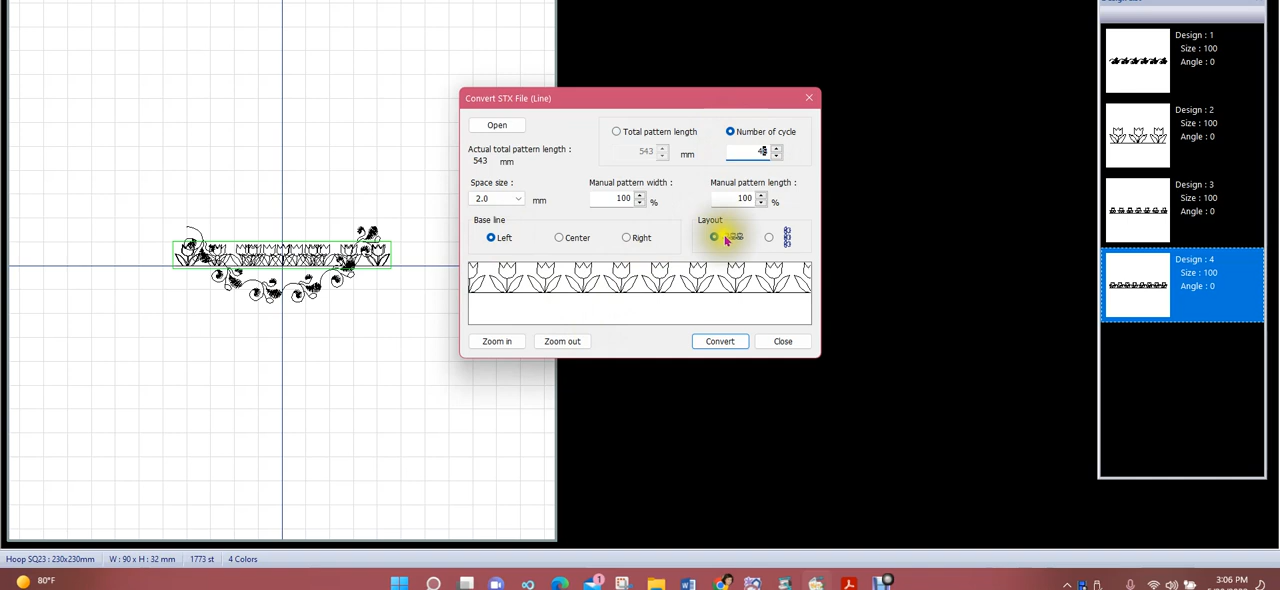 Convert STX File (Line)
Open
Total pattern length
Number of cycle
Actual total pattern length :
543 mm
543 mm
Space size :
Manual pattern width :
Manual pattern length :
2.0 mm
100 %
100 %
Base line
Layout
Left
Center
Right
Zoom in
Zoom out
Convert
Close
Design : 1
Size : 100
Angle : 0
Design : 2
Size : 100
Angle : 0
Design : 3
Size : 100
Angle : 0
Design : 4
Size : 100
Angle : 0
Hoop SQ23 : 230x230mm
W : 90 x H : 32 mm
1773 st
4 Colors
80°F
3:06 PM